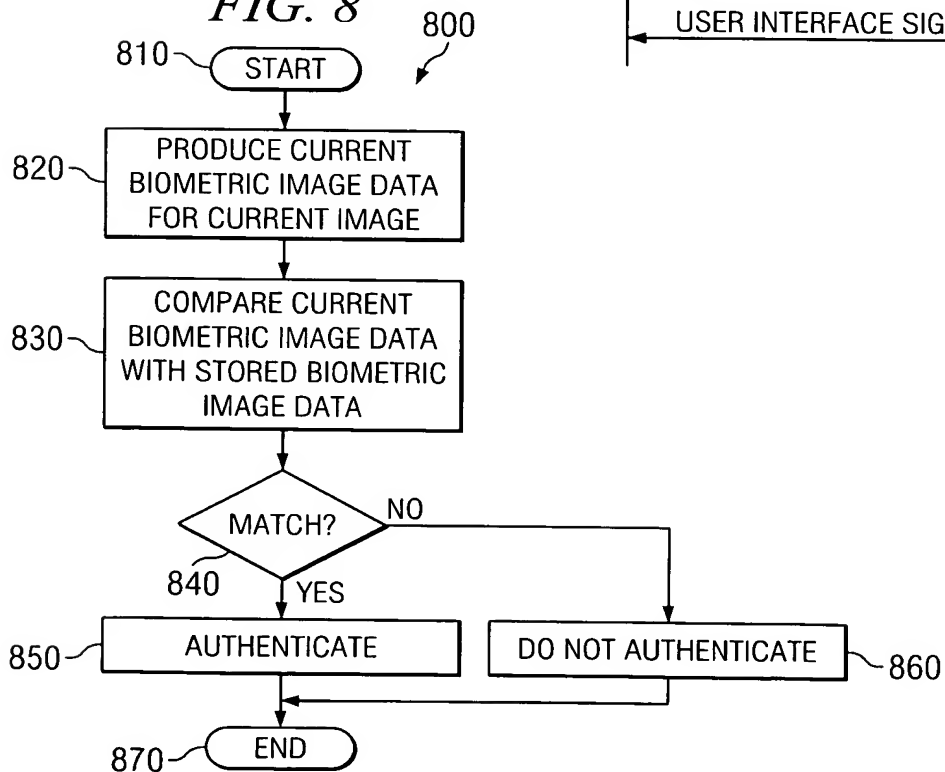 FIG. 8
800
USER INTERFACE SIG
810
START
820
PRODUCE CURRENT
BIOMETRIC IMAGE DATA
FOR CURRENT IMAGE
830
COMPARE CURRENT
BIOMETRIC IMAGE DATA
WITH STORED BIOMETRIC
IMAGE DATA
MATCH?
NO
840
YES
850
AUTHENTICATE
DO NOT AUTHENTICATE
860
870
END